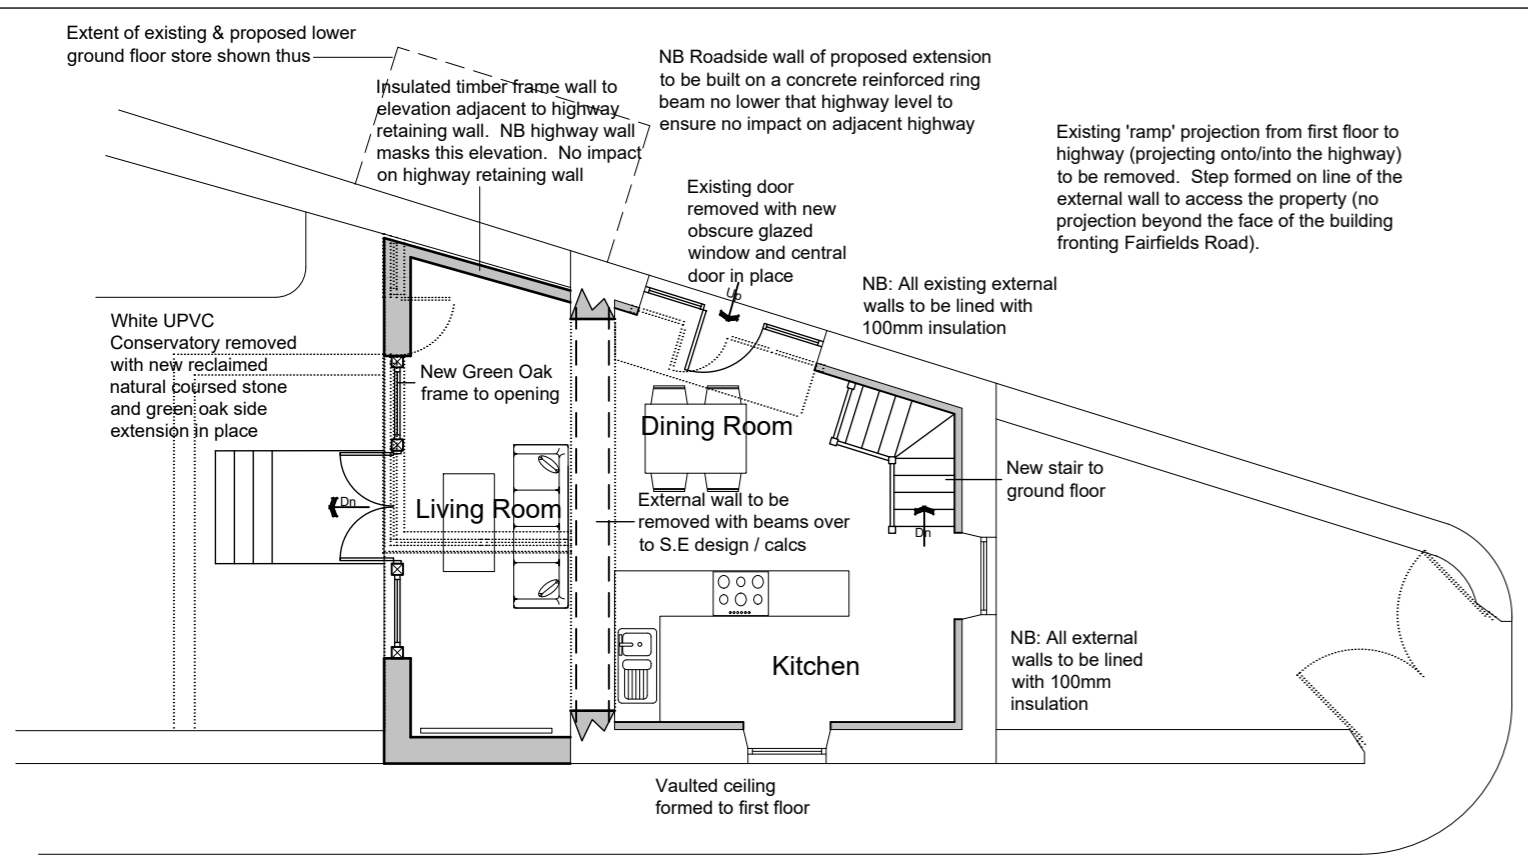 Extent of existing & proposed lower
ground floor store shown thus
Insulated timber frame wall to
elevation adjacent to highway
retaining wall.  NB highway wall
masks this elevation.  No impact
on highway retaining wall
NB Roadside wall of proposed extension
to be built on a concrete reinforced ring
beam no lower that highway level to
ensure no impact on adjacent highway
Existing 'ramp' projection from first floor to
highway (projecting onto/into the highway)
to be removed.  Step formed on line of the
external wall to access the property (no
projection beyond the face of the building
fronting Fairfields Road).
Existing door
removed with new
obscure glazed
window and central
door in place
Up
NB: All existing external
walls to be lined with
100mm insulation
White UPVC
Conservatory removed
with new reclaimed
natural coursed stone
and green oak side
extension in place
New Green Oak
frame to opening
Dining Room
New stair to
ground floor
Dn
Living Room
External wall to be
removed with beams over
to S.E design / calcs
Dn
Kitchen
NB: All external
walls to be lined
with 100mm
insulation
Vaulted ceiling
formed to first floor